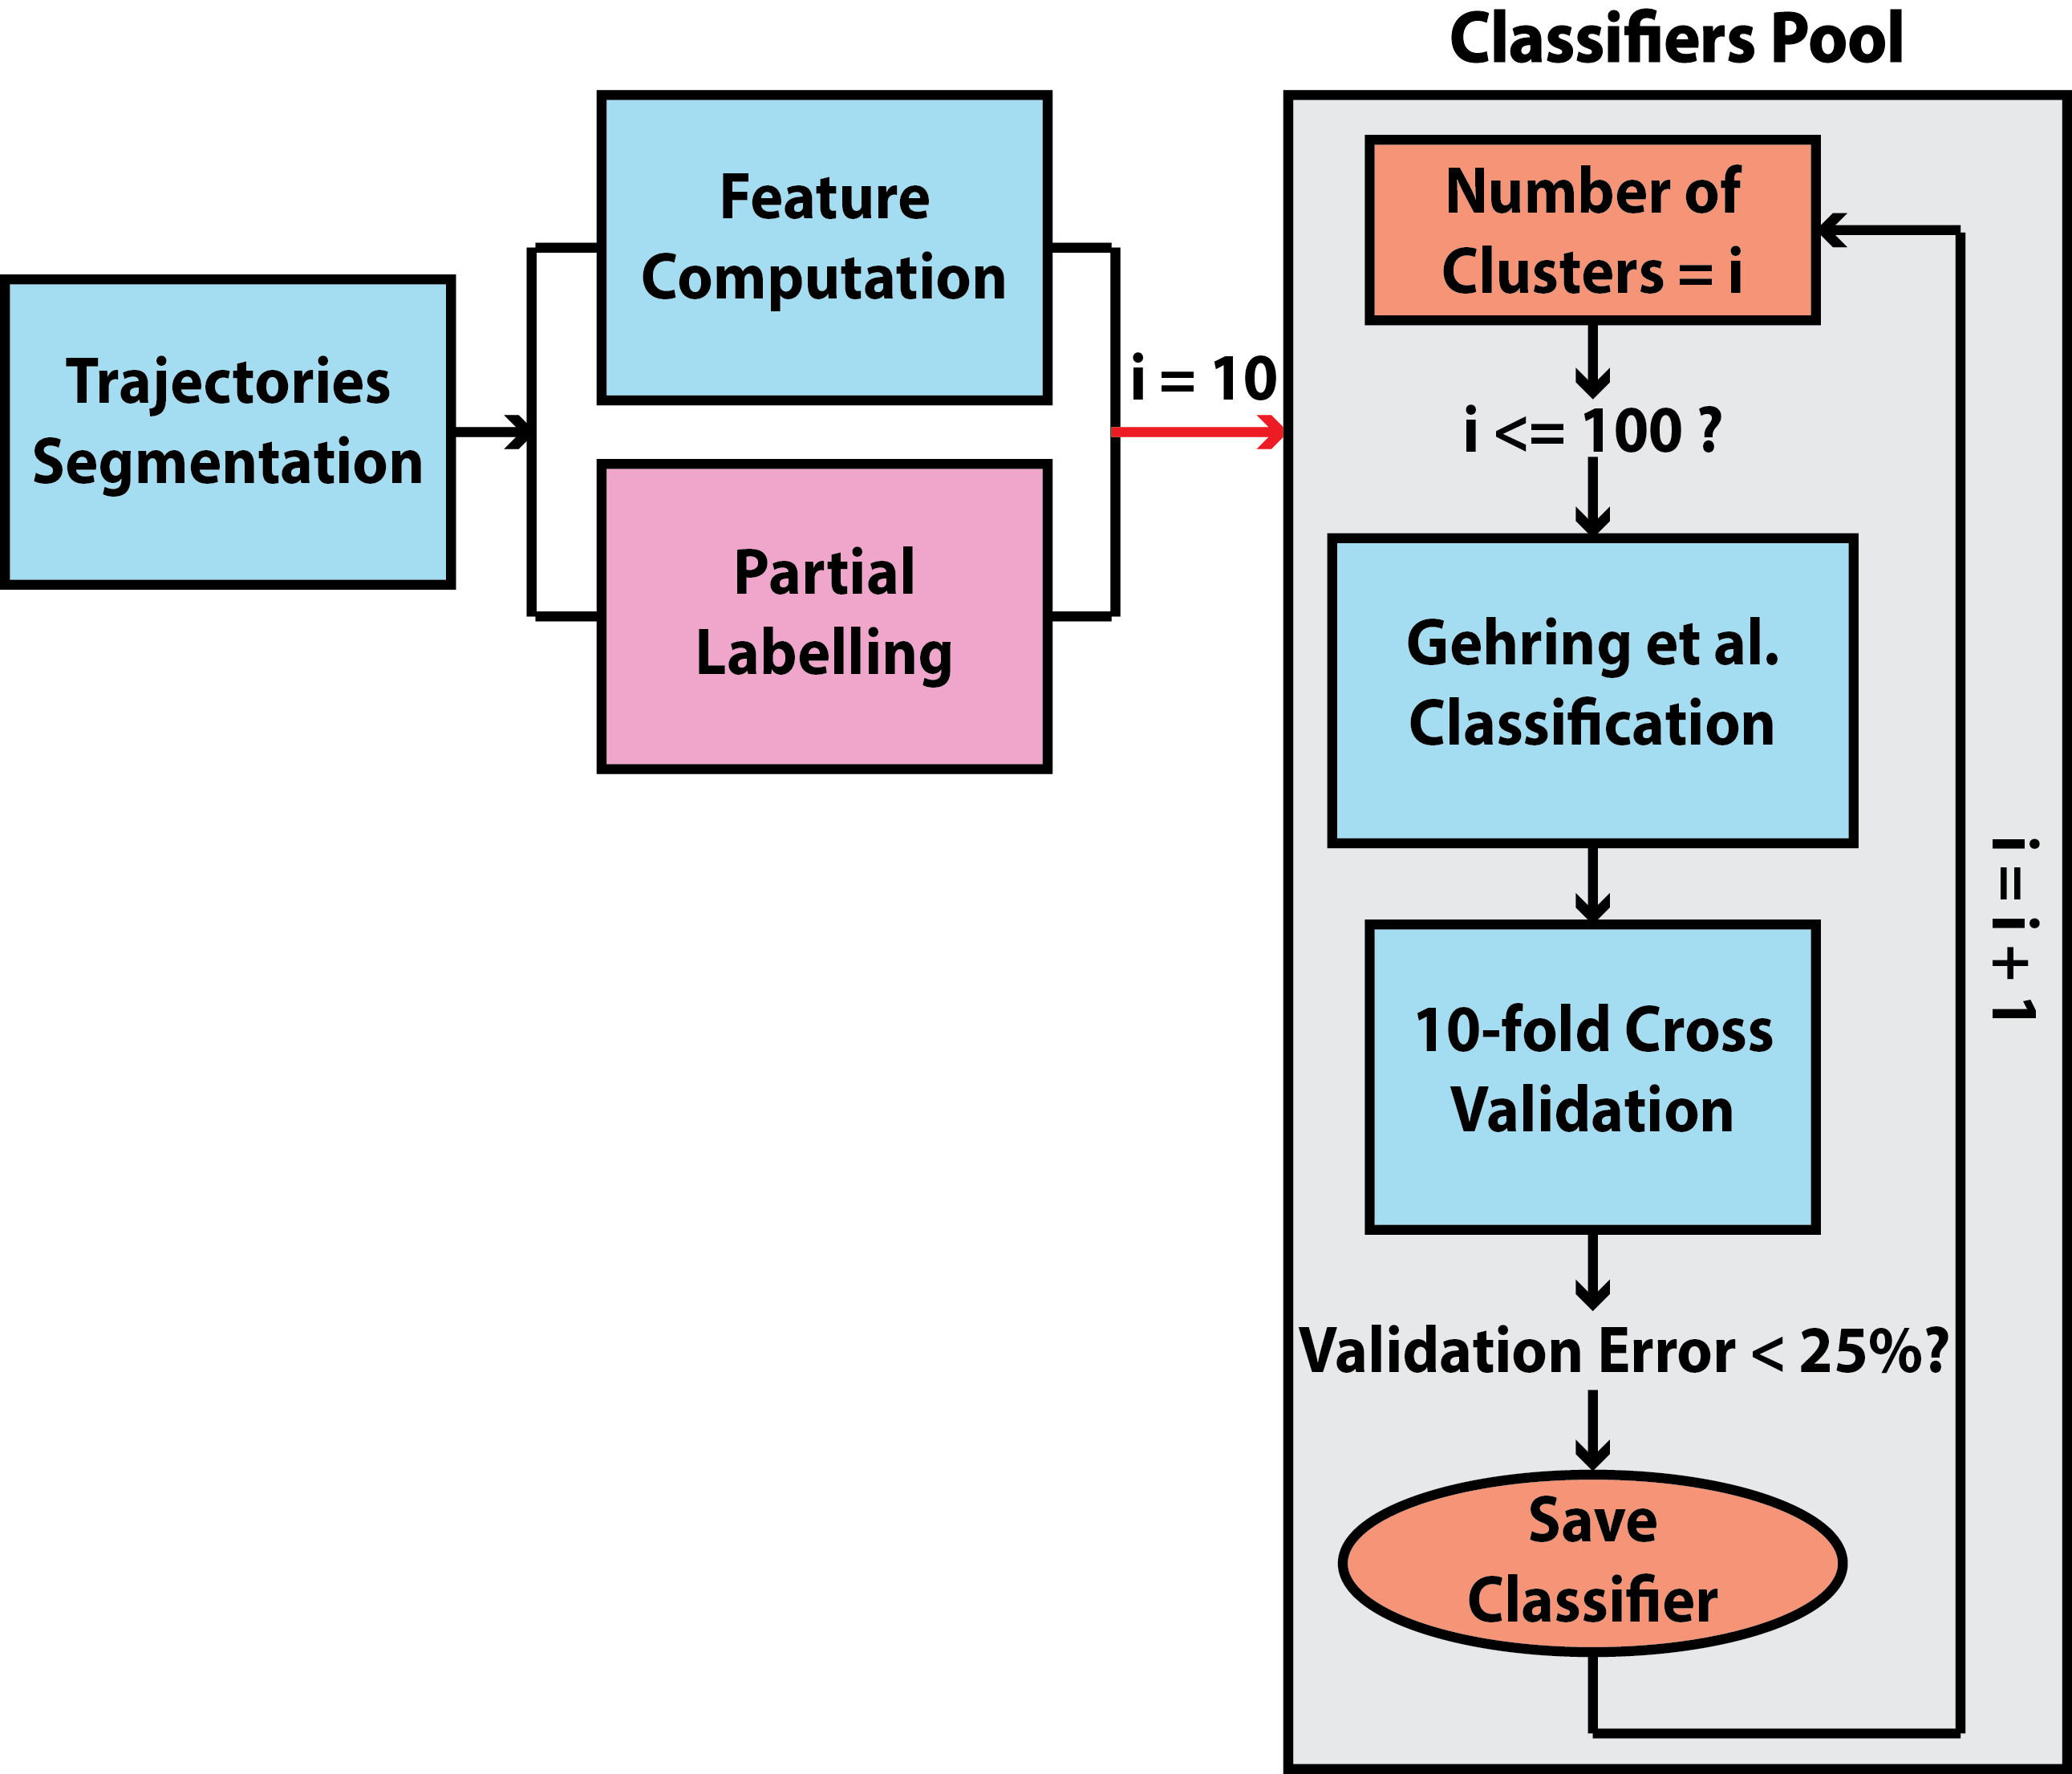 Classifiers Pool
Trajectories
Segmentation
Feature
Computation
Partial
Labelling
i = 10
Number of
Clusters = i
i <= 100 ?
Gehring et al.
Classification
10-fold Cross
Validation
Validation Error < 25%?
Save
Classifier
i = i + 1